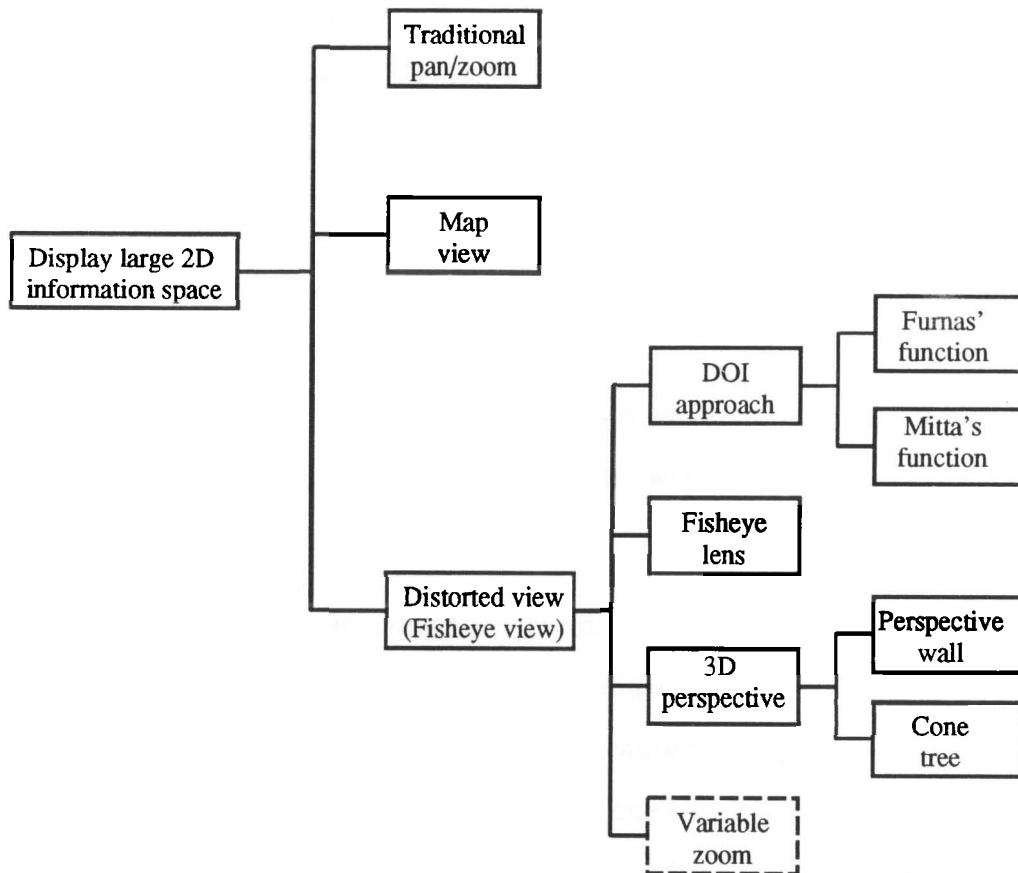 Traditional
pan/zoom
Map
view
Display large 2D
information space
Furnas'
function
DOI
approach
Mitta's
function
Fisheye
lens
Distorted view
(Fisheye view)
Perspective
wall
3D
perspective
Cone
tree
Variable
zoom